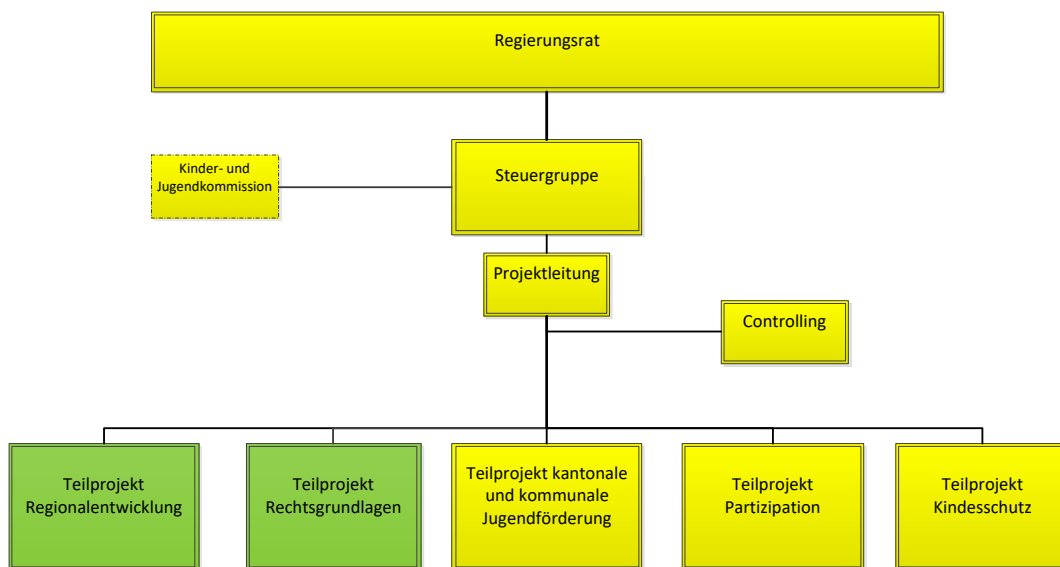 Regierungsrat
Kinder- und
Jugendkommission
Steuergruppe
Projektleitung
Controlling
Teilprojekt
Regionalentwicklung
Teilprojekt
Rechtsgrundlagen
Teilprojekt kantonale
und kommunale
Jugendförderung
Teilprojekt
Partizipation
Teilprojekt
Kindesschutz